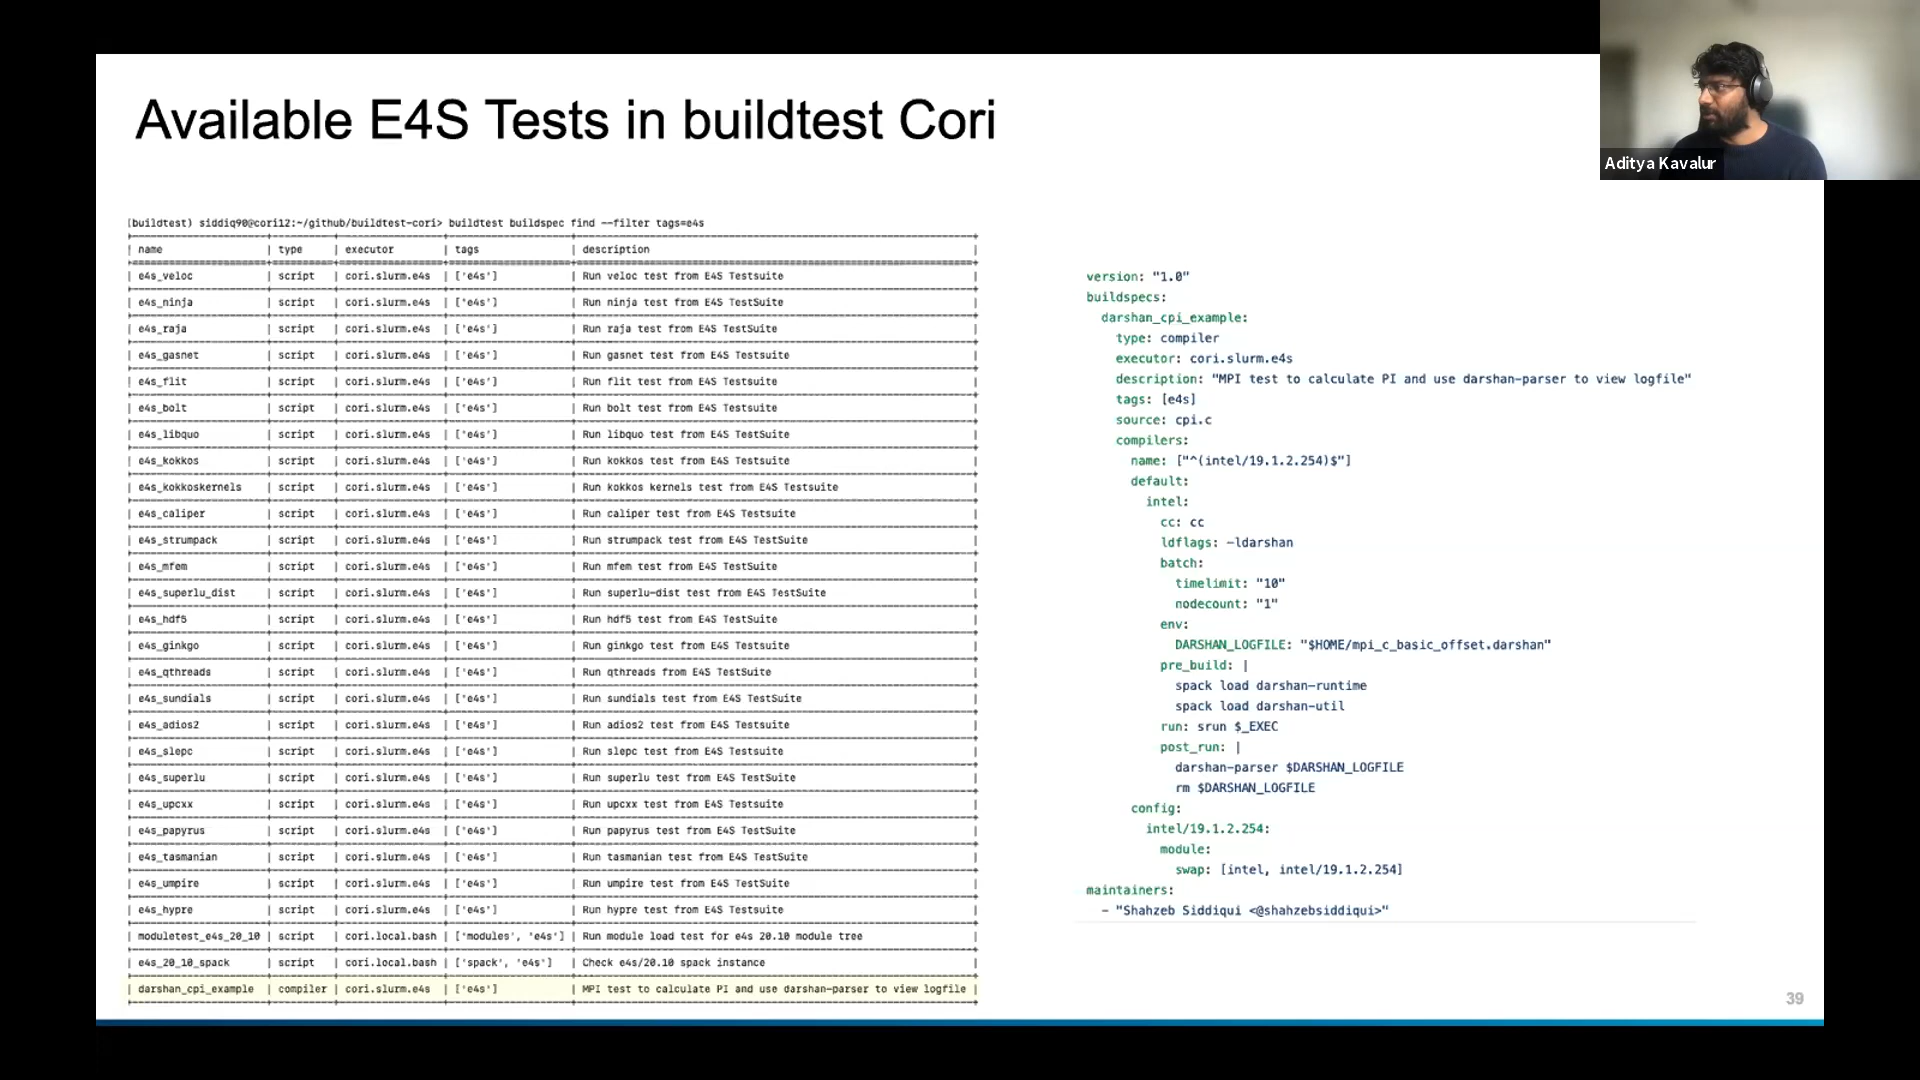 Available E4S Tests in buildtest Cori
Aditya Kavalur
(buildtest) siddiq90@cori12:~/github/buildtest-cori> buildtest buildspec find --filter tags=e4s
| name | type | executor | tags | description |
| e4s_veloc | script | cori.slurm.e4s | ['e4s'] | Run veloc test from E4S Testsuite |
| e4s_ninja | script | cori.slurm.e4s | ['e4s'] | Run ninja test from E4S TestSuite |
| e4s_raja | script | cori.slurm.e4s | ['e4s'] | Run raja test from E4S TestSuite |
| e4s_gasnet | script | cori.slurm.e4s | ['e4s'] | Run gasnet test from E4S Testsuite |
| e4s_flit | script | cori.slurm.e4s | ['e4s'] | Run flit test from E4S Testsuite |
| e4s_bolt | script | cori.slurm.e4s | ['e4s'] | Run bolt test from E4S Testsuite |
| e4s_libquo | script | cori.slurm.e4s | ['e4s'] | Run libquo test from E4S TestSuite |
| e4s_kokkos | script | cori.slurm.e4s | ['e4s'] | Run kokkos test from E4S TestSuite |
| e4s_kokkoskernels | script | cori.slurm.e4s | ['e4s'] | Run kokkos kernels test from E4S Testsuite |
| e4s_caliper | script | cori.slurm.e4s | ['e4s'] | Run caliper test from E4S Testsuite |
| e4s_strumpack | script | cori.slurm.e4s | ['e4s'] | Run strumpack test from E4S TestSuite |
| e4s_mfem | script | cori.slurm.e4s | ['e4s'] | Run mfem test from E4S Testsuite |
| e4s_superlu_dist | script | cori.slurm.e4s | ['e4s'] | Run superlu-dist test from E4S TestSuite |
| e4s_hdf5 | script | cori.slurm.e4s | ['e4s'] | Run hdf5 test from E4S TestSuite |
| e4s_ginkgo | script | cori.slurm.e4s | ['e4s'] | Run ginkgo test from E4S TestSuite |
| e4s_qthreads | script | cori.slurm.e4s | ['e4s'] | Run qthreads from E4S TestSuite |
| e4s_sundials | script | cori.slurm.e4s | ['e4s'] | Run sundials test from E4S TestSuite |
| e4s_adios2 | script | cori.slurm.e4s | ['e4s'] | Run adios2 test from E4S Testsuite |
| e4s_slepc | script | cori.slurm.e4s | ['e4s'] | Run slepc test from E4S Testsuite |
| e4s_superlu | script | cori.slurm.e4s | ['e4s'] | Run superlu test from E4S TestSuite |
| e4s_upcxx | script | cori.slurm.e4s | ['e4s'] | Run upcxx test from E4S Testsuite |
| e4s_papyrus | script | cori.slurm.e4s | ['e4s'] | Run papyrus test from E4S TestSuite |
| e4s_tasmanian | script | cori.slurm.e4s | ['e4s'] | Run tasmanian test from E4S TestSuite |
| e4s_umpire | script | cori.slurm.e4s | ['e4s'] | Run umpire test from E4S TestSuite |
| e4s_hypre | script | cori.slurm.e4s | ['e4s'] | Run hypre test from E4S Testsuite |
| moduletest_e4s_20_10 | script | cori.local.bash | ['modules', 'e4s'] | Run module load test for e4s 20.10 module tree |
| e4s_20_10_spack | script | cori.local.bash | ['spack', 'e4s'] | Check e4s/20.10 spack instance |
| darshan_cpi_example | compiler | cori.slurm.e4s | ['e4s'] | MPI test to calculate PI and use darshan-parser to view logfile |
version: "1.0"
buildspecs:
darshan_cpi_example:
type: compiler
executor: cori.slurm.e4s
description: "MPI test to calculate PI and use darshan-parser to view logfile"
tags: [e4s]
source: cpi.c
compilers:
name: ["^(intel/19.1.2.254)$"]
default:
intel:
cc: cc
ldflags: -ldarshan
batch:
timelimit: "10"
nodecount: "1"
env:
DARSHAN_LOGFILE: "$HOME/mpi_c_basic_offset.darshan"
pre_build: |
spack load darshan-runtime
spack load darshan-util
run: srun $_EXEC
post_run: |
darshan-parser $DARSHAN_LOGFILE
rm $DARSHAN_LOGFILE
config:
intel/19.1.2.254:
module:
swap: [intel, intel/19.1.2.254]
maintainers:
- "Shahzeb Siddiqui <@shahzebsiddiqui>"
39